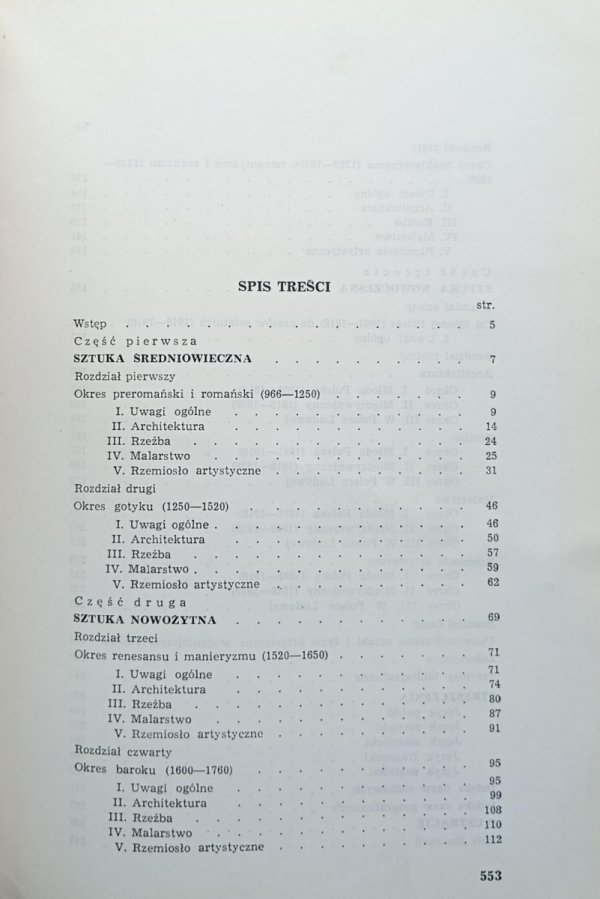 SPIS TREŚCI
str.
Wstęp . . . . . . . . . . . . . . . . 5
Część pierwsza
SZTUKA ŚREDNIOWIECZNA . . . . . . . . . . 7
Rozdział pierwszy
Okres preromański i romański (966—1250) . . . . . . . 9
I. Uwagi ogólne . . . . . . . . . . . 9
II. Architektura . . . . . . . . . . . 14
III. Rzeźba . . . . . . . . . . . . 24
IV. Malarstwo . . . . . . . . . . . 25
V. Rzemiosło artystyczne . . . . . . . . . 31
Rozdział drugi
Okres gotyku (1250—1520) . . . . . . . . . . 46
I. Uwagi ogólne . . . . . . . . . . . 46
II. Architektura . . . . . . . . . . . 50
III. Rzeźba . . . . . . . . . . . . 57
IV. Malarstwo . . . . . . . . . . . . 59
V. Rzemiosło artystyczne . . . . . . . . . 62
Część druga
SZTUKA NOWOŻYTNA . . . . . . . . . . . 69
Rozdział trzeci
Okres renesansu i manieryzmu (1520—1650) . . . . . . . 71
I. Uwagi ogólne . . . . . . . . . . . 71
II. Architektura . . . . . . . . . . . 74
III. Rzeźba . . . . . . . . . . . . 80
IV. Malarstwo . . . . . . . . . . . 87
V. Rzemiosło artystyczne . . . . . . . . . 91
Rozdział czwarty
Okres baroku (1600—1760) . . . . . . . . . . 95
I. Uwagi ogólne . . . . . . . . . . . 95
II. Architektura . . . . . . . . . . . 99
III. Rzeźba . . . . . . . . . . . . 108
IV. Malarstwo . . . . . . . . . . . 110
V. Rzemiosło artystyczne . . . . . . . . . 112
553